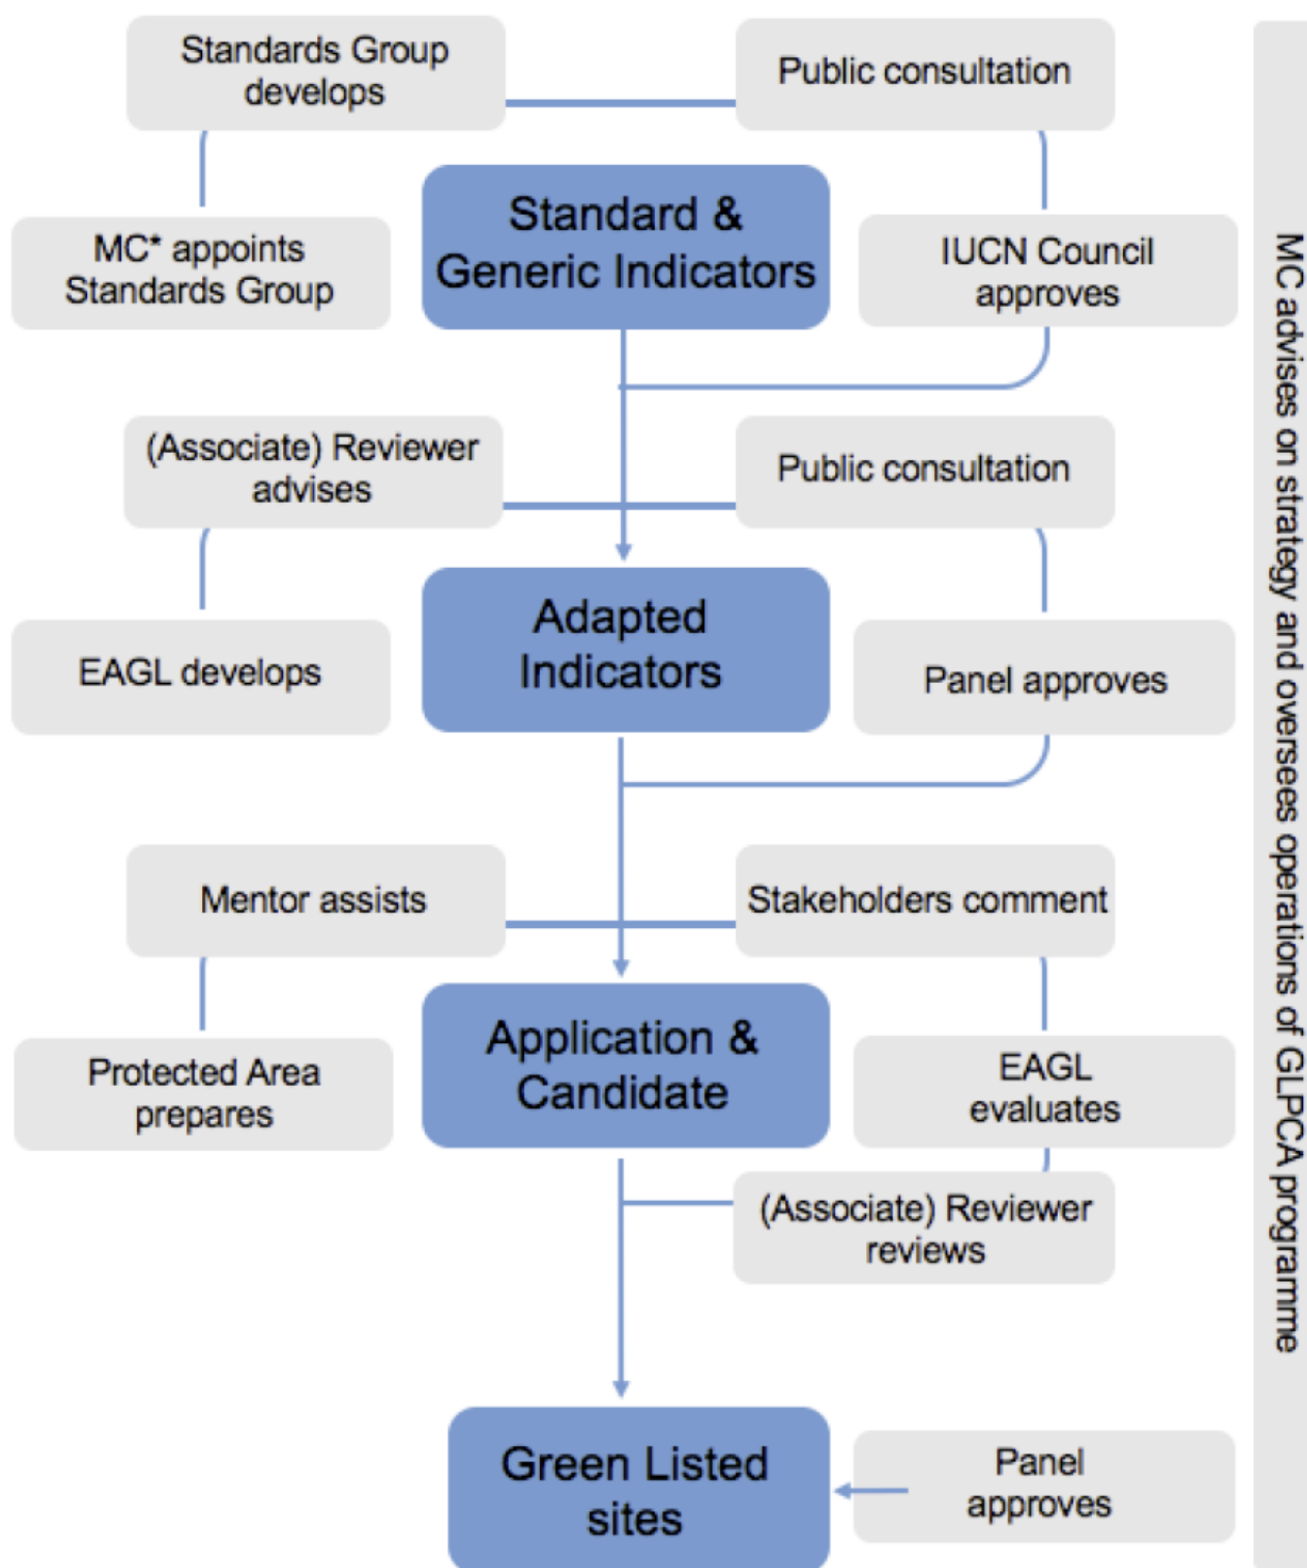 Standards Group
develops
Public consultation
MC* appoints
Standards Group
Standard &
Generic Indicators
IUCN Council
approves
(Associate) Reviewer
advises
Public consultation
EAGL develops
Adapted
Indicators
Panel approves
Mentor assists
Stakeholders comment
Protected Area
prepares
Application &
Candidate
EAGL
evaluates
(Associate) Reviewer
reviews
Green Listed
sites
Panel
approves
MC advises on strategy and oversees operations of GLPCA programme